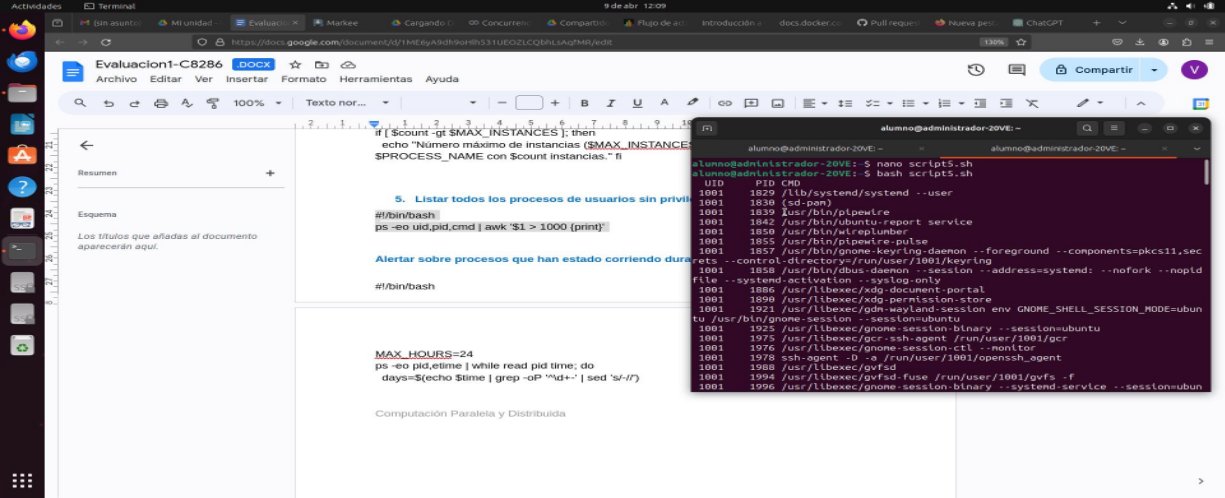 Actividades
Terminal
9 de abr 12:09
(sin asunto)
Mi unidad -
Evaluacio
Markee
Cargando
Concurrenc
Compartido
Flujo de act
Introducción a
docs.docker.co
Pull request
Nueva pest
ChatGPT
130%
Evaluacion1-C8286 .DOCX
Compartir
V
Archivo Editar Ver Insertar Formato Herramientas Ayuda
100%
Texto nor...
B I U A
Resumen
Esquema
Los títulos que añadas al documento
aparecerán aquí.
if [ $count -gt $MAX_INSTANCES ]; then
echo "Número máximo de instancias ($MAX_INSTANCES
$PROCESS_NAME con $count instancias." fi
5. Listar todos los procesos de usuarios sin privil
#!/bin/bash
ps -eo uid,pid,cmd | awk '$1 > 1000 {print}'
Alertar sobre procesos que han estado corriendo dura
#!/bin/bash
MAX_HOURS=24
ps -eo pid,etime | while read pid time; do
days=$(echo $time | grep -oP '^\d+-' | sed 's/-//')
Computación Paralela y Distribuida
alumno@administrador-20VE: ~
alumno@administrador-20VE: ~
alumno@administrador-20VE: ~
alumno@administrador-20VE:~$ nano script5.sh
alumno@administrador-20VE:~$ bash script5.sh
UID PID CMD
1001 1829 /lib/systemd/systemd --user
1001 1830 (sd-pam)
1001 1839 /usr/bin/pipewire
1001 1842 /usr/bin/ubuntu-report service
1001 1850 /usr/bin/wireplumber
1001 1855 /usr/bin/pipewire-pulse
1001 1857 /usr/bin/gnome-keyring-daemon --foreground --components=pkcs11,sec
rets --control-directory=/run/user/1001/keyring
1001 1858 /usr/bin/dbus-daemon --session --address=systemd: --nofork --nopid
file --systemd-activation --syslog-only
1001 1886 /usr/libexec/xdg-document-portal
1001 1890 /usr/libexec/xdg-permission-store
1001 1921 /usr/libexec/gdm-wayland-session env GNOME_SHELL_SESSION_MODE=ubun
tu /usr/bin/gnome-session --session=ubuntu
1001 1925 /usr/libexec/gnome-session-binary --session=ubuntu
1001 1975 /usr/libexec/gcr-ssh-agent /run/user/1001/gcr
1001 1976 /usr/libexec/gnome-session-ctl --monitor
1001 1978 ssh-agent -D -a /run/user/1001/openssh_agent
1001 1988 /usr/libexec/gvfsd
1001 1994 /usr/libexec/gvfsd-fuse /run/user/1001/gvfs -f
1001 1996 /usr/libexec/gnome-session-binary --systemd-service --session=ubun